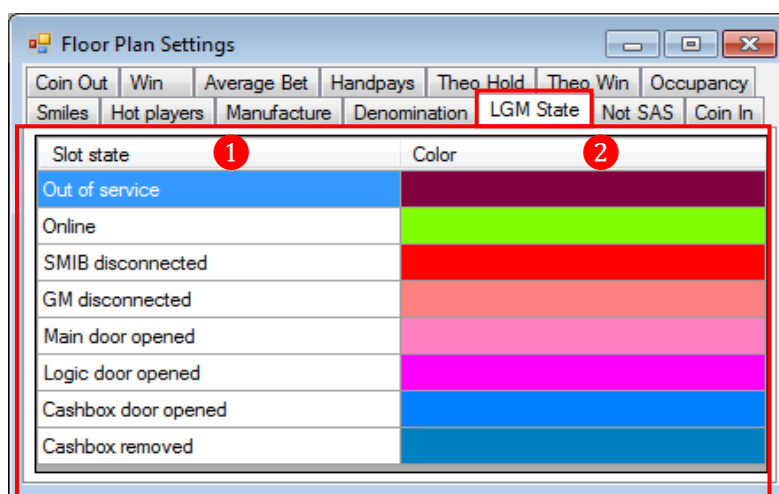 Floor Plan Settings
Coin Out Win Average Bet Handpays Theo Hold Theo Win Occupancy
Smiles Hot players Manufacture Denomination LGM State Not SAS Coin In
Slot state 1 Color 2
Out of service
Online
SMIB disconnected
GM disconnected
Main door opened
Logic door opened
Cashbox door opened
Cashbox removed